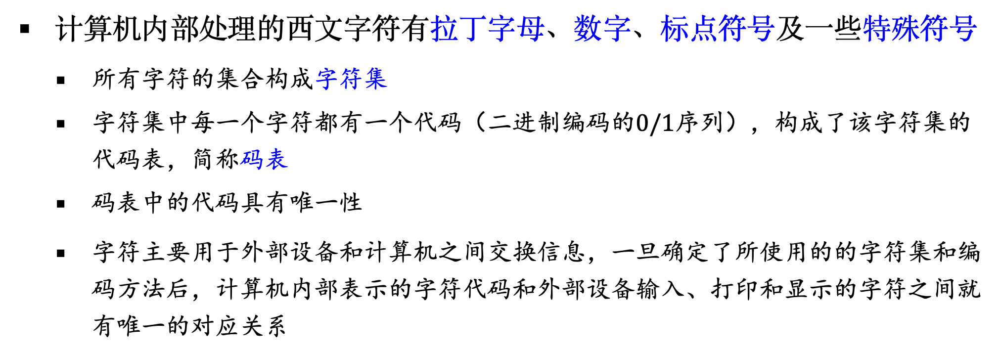 ▪ 计算机内部处理的西文字符有拉丁字母、数字、标点符号及一些特殊符号
▪ 所有字符的集合构成字符集
▪ 字符集中每一个字符都有一个代码（二进制编码的0/1序列），构成了该字符集的
代码表，简称码表
▪ 码表中的代码具有唯一性
▪ 字符主要用于外部设备和计算机之间交换信息，一旦确定了所使用的的字符集和编
码方法后，计算机内部表示的字符代码和外部设备输入、打印和显示的字符之间就
有唯一的对应关系